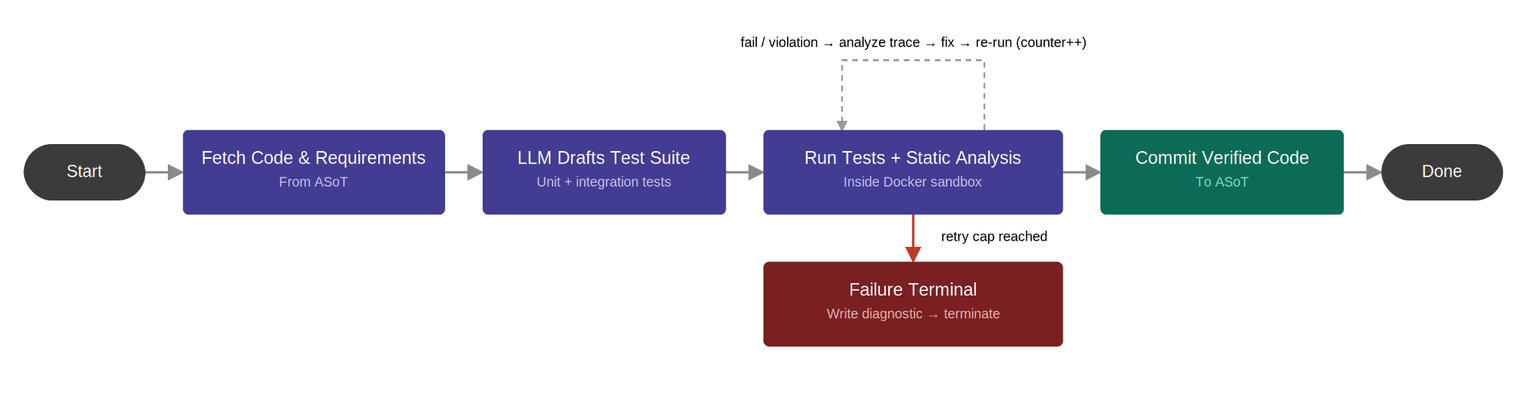 fail / violation → analyze trace → fix → re-run (counter++)
Start
Fetch Code & Requirements
From ASoT
LLM Drafts Test Suite
Unit + integration tests
Run Tests + Static Analysis
Inside Docker sandbox
Commit Verified Code
To ASoT
Done
retry cap reached
Failure Terminal
Write diagnostic → terminate